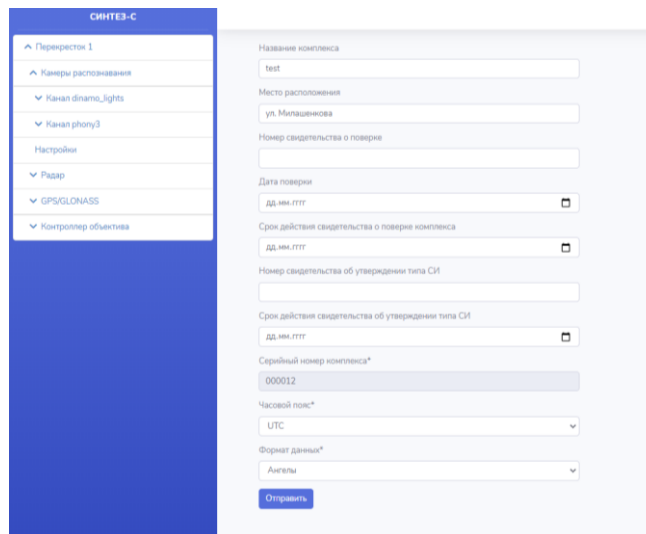 СИНТЕЗ-С
Перекресток 1
Камеры распознавания
Канал dinamo_lights
Канал phony3
Настройки
Радар
GPS/GLONASS
Контроллер объектива
Название комплекса
test
Место расположения
ул. Милашенкова
Номер свидетельства о поверке
Дата поверки
дд.мм.гггг
Срок действия свидетельства о поверке комплекса
дд.мм.гггг
Номер свидетельства об утверждении типа СИ
Срок действия свидетельства об утверждении типа СИ
дд.мм.гггг
Серийный номер комплекса*
000012
Часовой пояс*
UTC
Формат данных*
Ангелы
Отправить